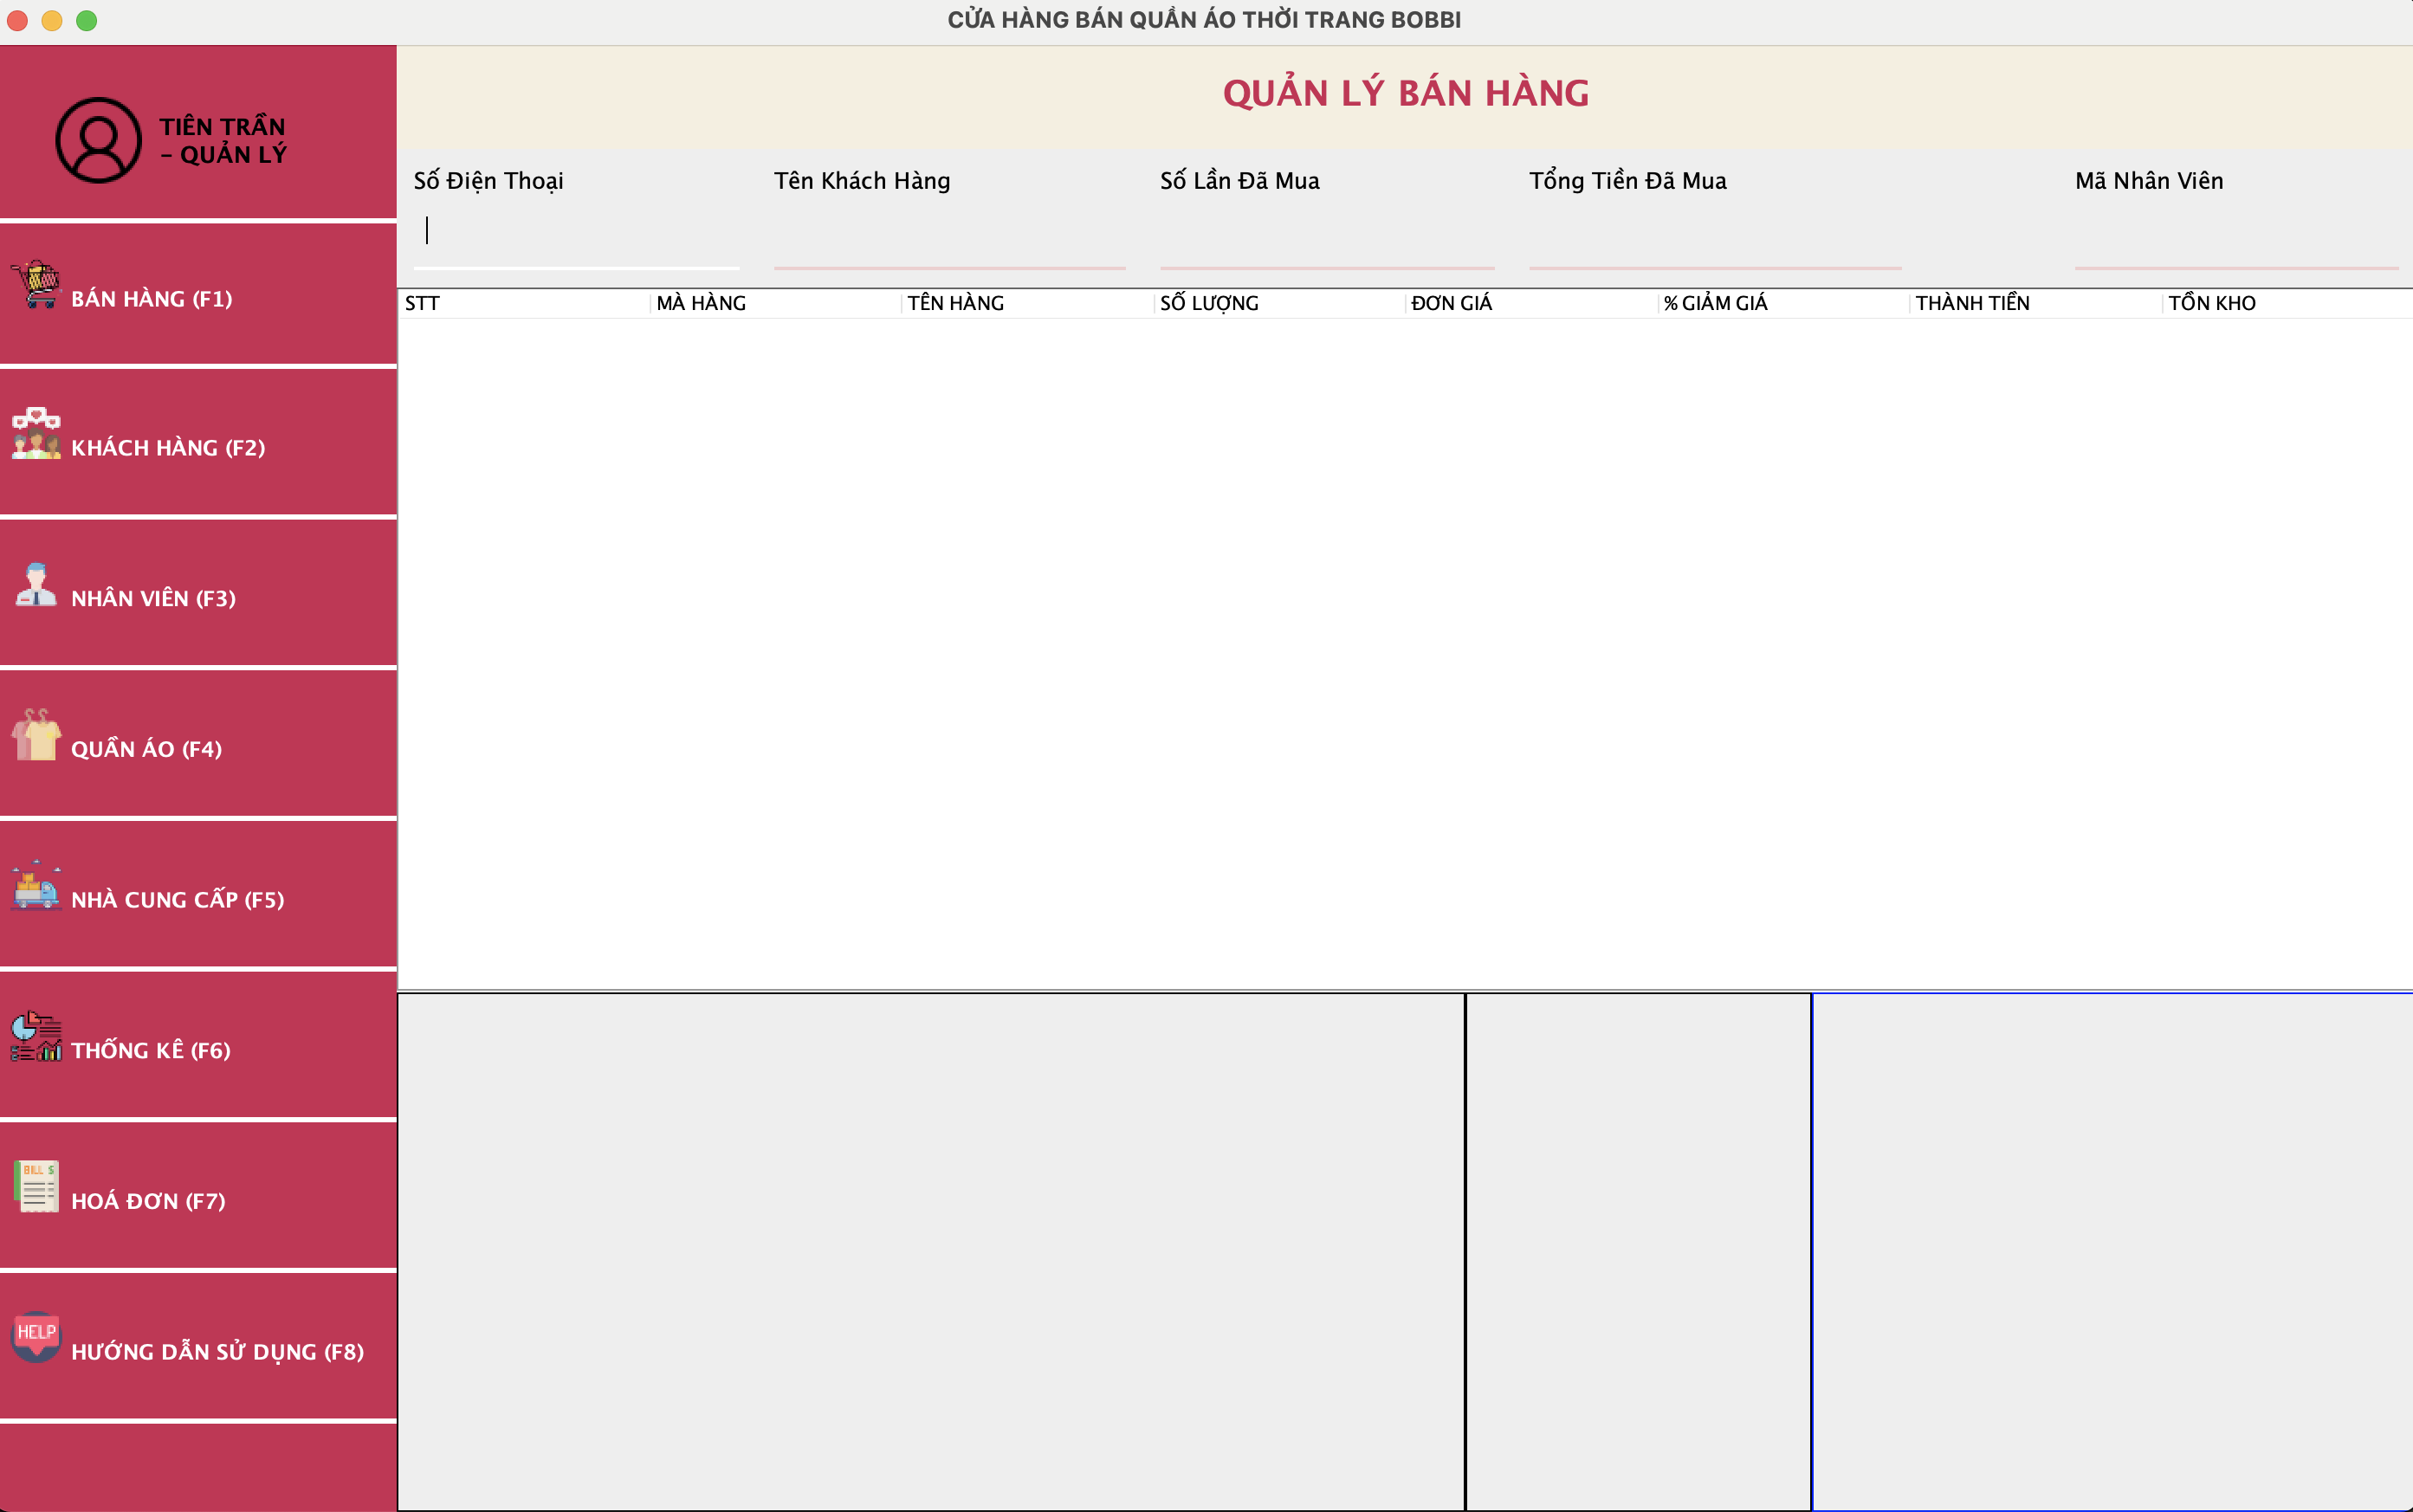 CỬA HÀNG BÁN QUẦN ÁO THỜI TRANG BOBBI
TIÊN TRẦN
- QUẢN LÝ
BÁN HÀNG (F1)
KHÁCH HÀNG (F2)
NHÂN VIÊN (F3)
QUẦN ÁO (F4)
NHÀ CUNG CẤP (F5)
THỐNG KÊ (F6)
BILL $
HOÁ ĐƠN (F7)
HELP
HƯỚNG DẪN SỬ DỤNG (F8)
QUẢN LÝ BÁN HÀNG
Số Điện Thoại Tên Khách Hàng Số Lần Đã Mua Tổng Tiền Đã Mua Mã Nhân Viên
STT MÀ HÀNG TÊN HÀNG SỐ LƯỢNG ĐƠN GIÁ % GIẢM GIÁ THÀNH TIỀN TỒN KHO